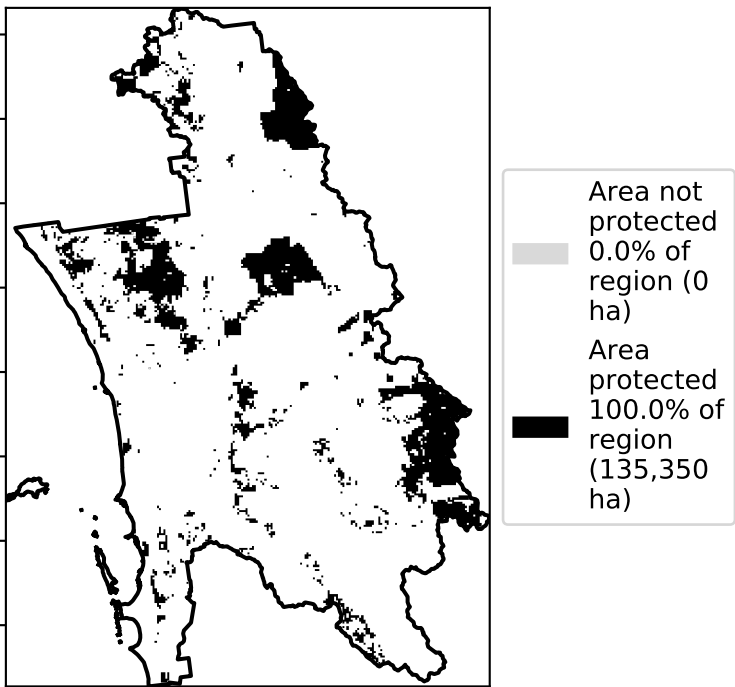 Area not
protected
0.0% of
region (0
ha)
Area
protected
100.0% of
region
(135,350
ha)